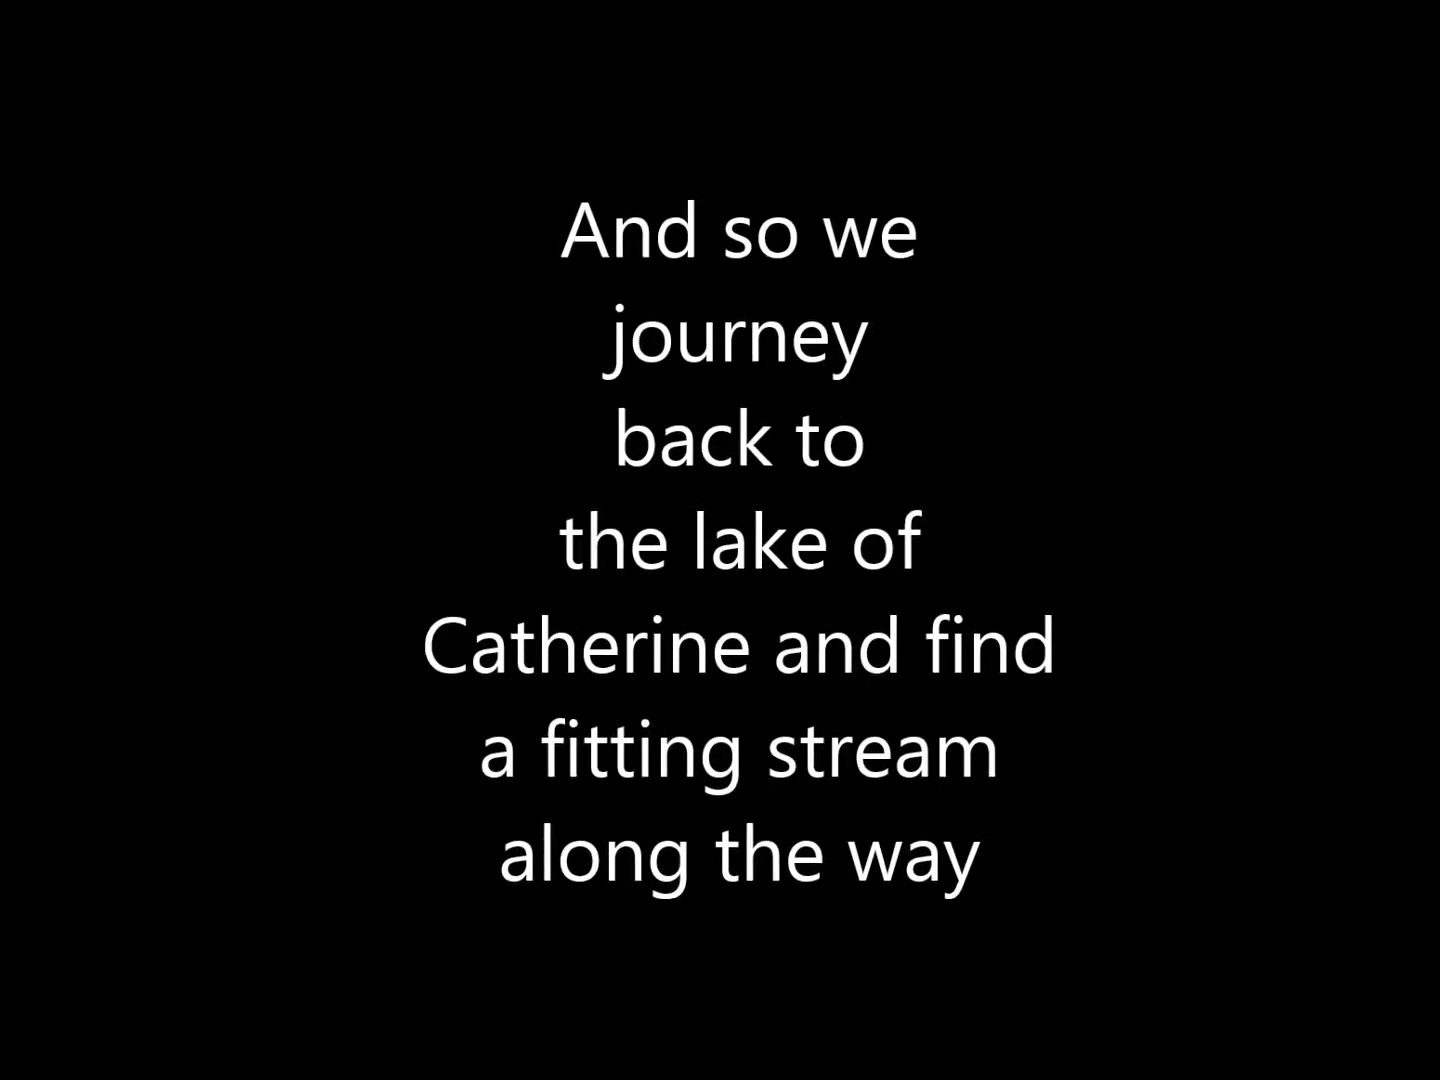 And so we
journey
back to
the lake of
Catherine and find
a fitting stream
along the way